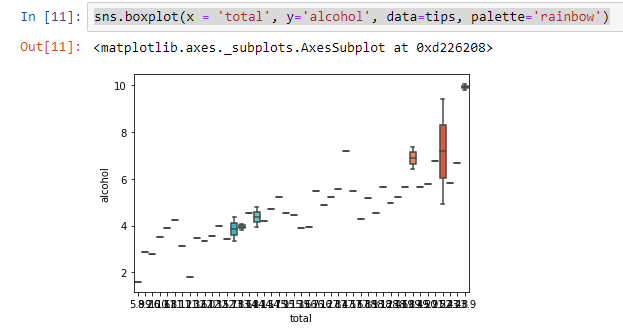 In [11]: sns.boxplot(x = 'total', y='alcohol', data=tips, palette='rainbow')
Out[11]: <matplotlib.axes._subplots.AxesSubplot at 0xd226208>
10
8
6
4
2
alcohol
total